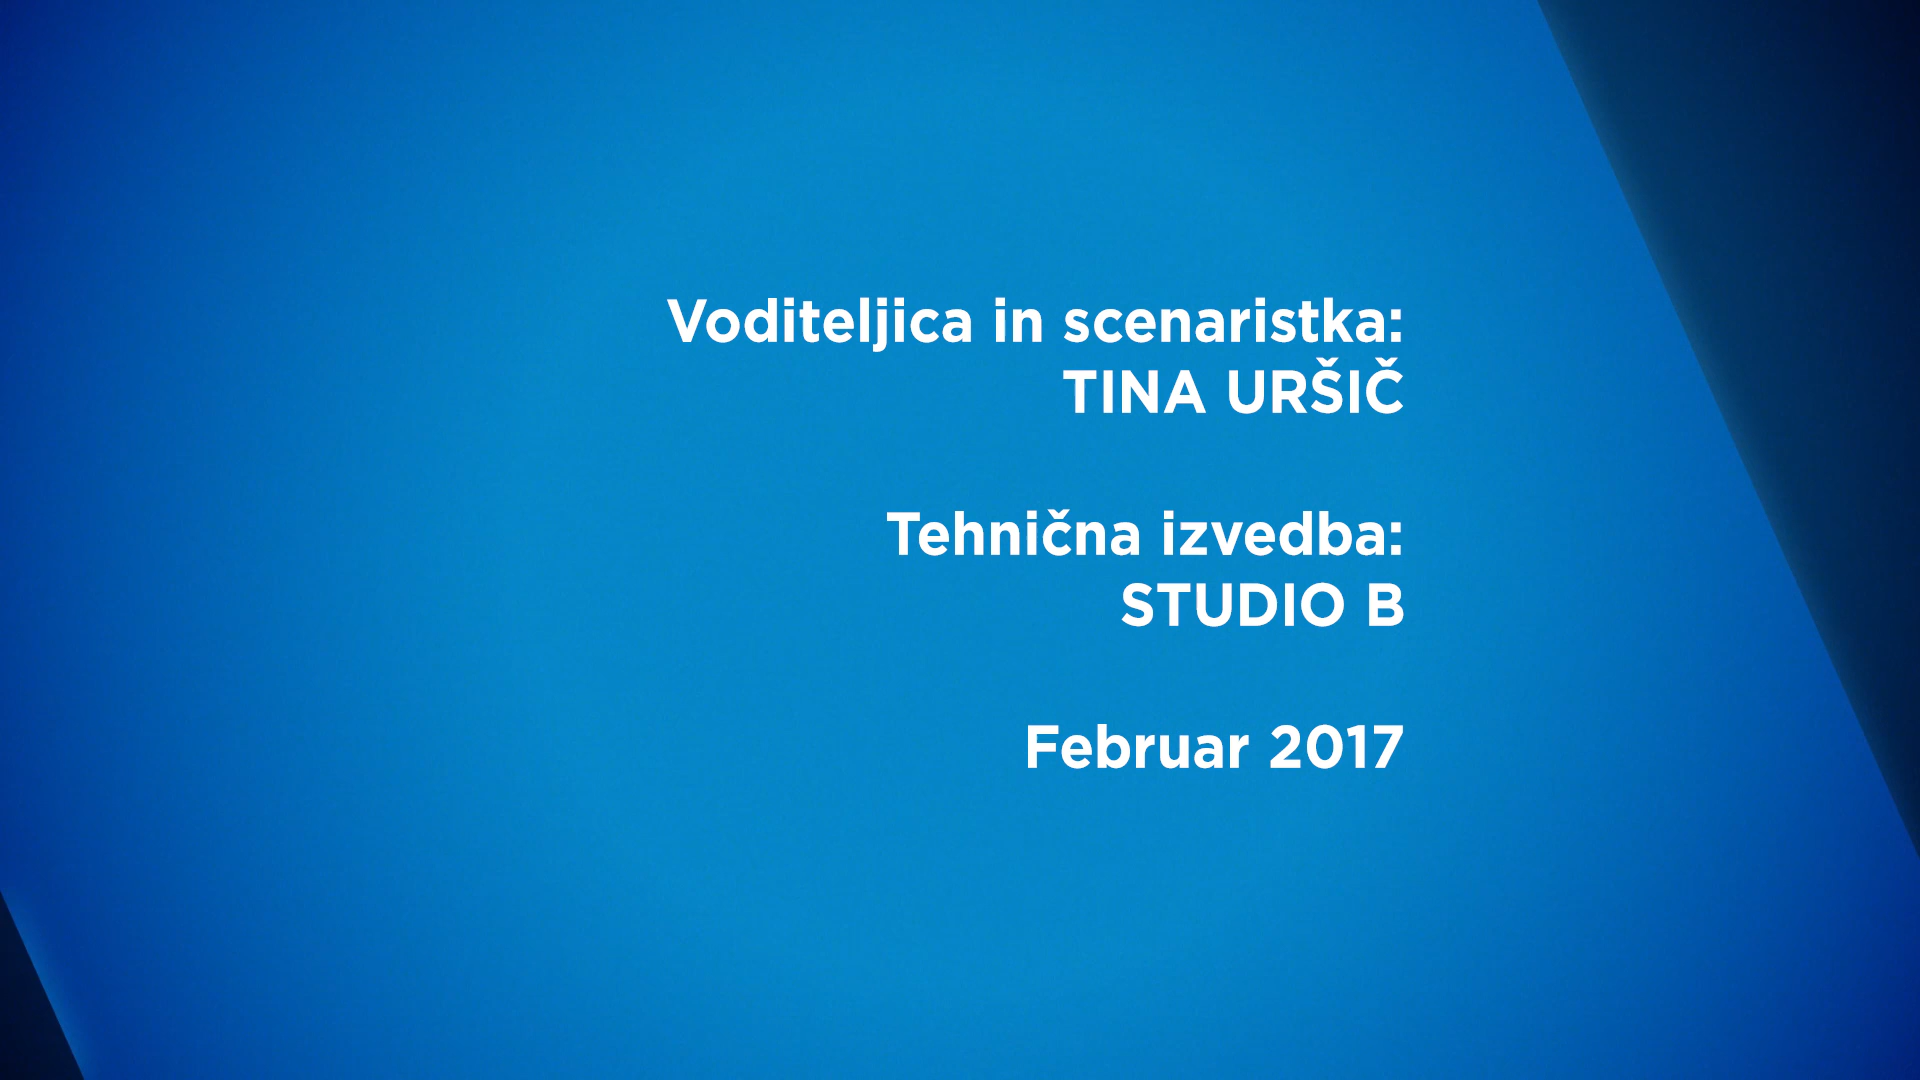 Voditeljica in scenaristka:
TINA URŠIČ
Tehnična izvedba:
STUDIO B
Februar 2017